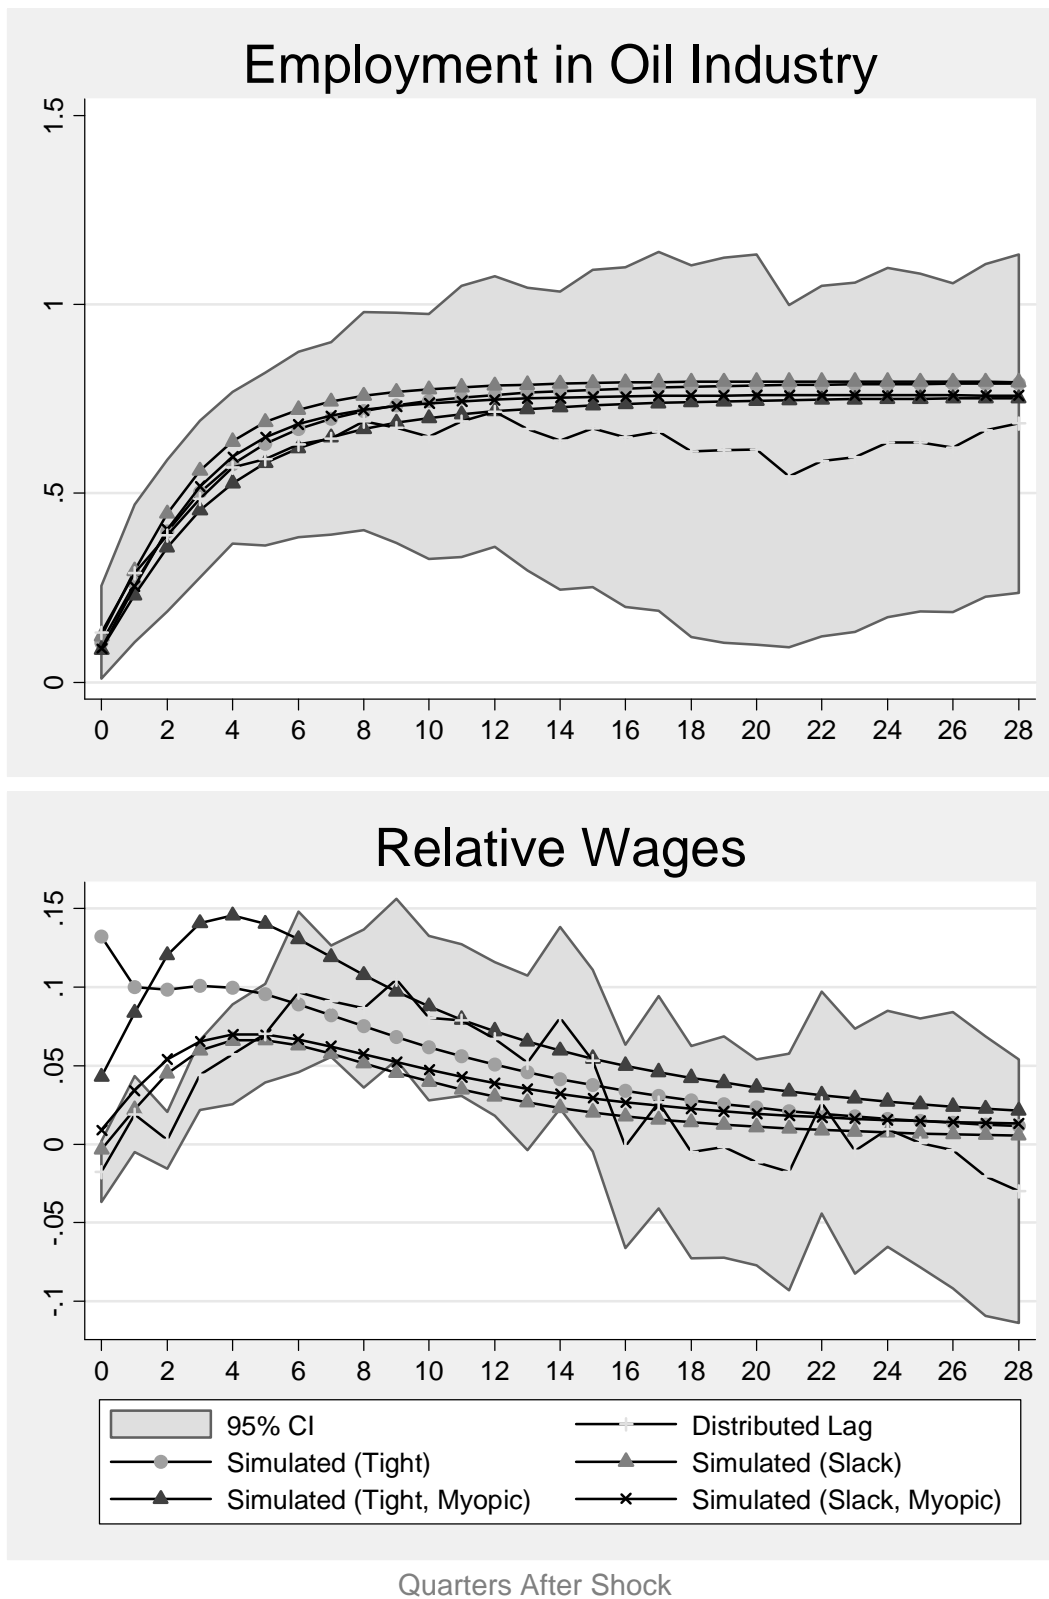 Employment in Oil Industry
1.5
1
.5
0
0 2 4 6 8 10 12 14 16 18 20 22 24 26 28
Relative Wages
.15
.1
.05
0
-.05
-.1
0 2 4 6 8 10 12 14 16 18 20 22 24 26 28
95% CI Distributed Lag
Simulated (Tight) Simulated (Slack)
Simulated (Tight, Myopic) Simulated (Slack, Myopic)
Quarters After Shock